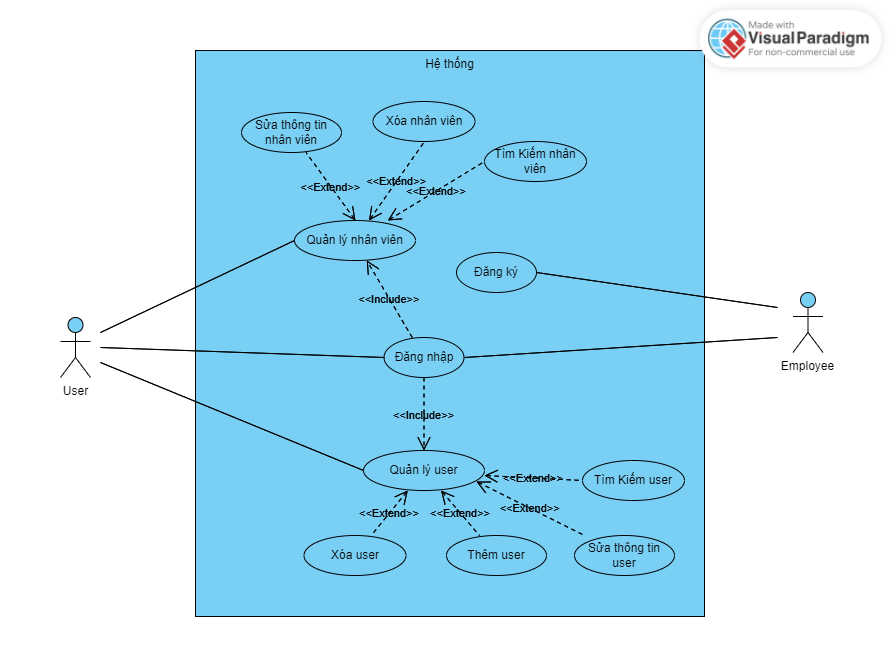 Made with
VisualParadigm
For non-commercial use
Hệ thống
Sửa thông tin
nhân viên
Xóa nhân viên
Tìm Kiếm nhân
viên
<<Extend>>
<<Extend>>
<<Extend>>
Quản lý nhân viên
Đăng ký
<<Include>>
Đăng nhập
User
Employee
<<Include>>
Quản lý user
<<Extend>>
Tìm Kiếm user
<<Extend>>
<<Extend>>
<<Extend>>
Xóa user
Thêm user
Sửa thông tin
user